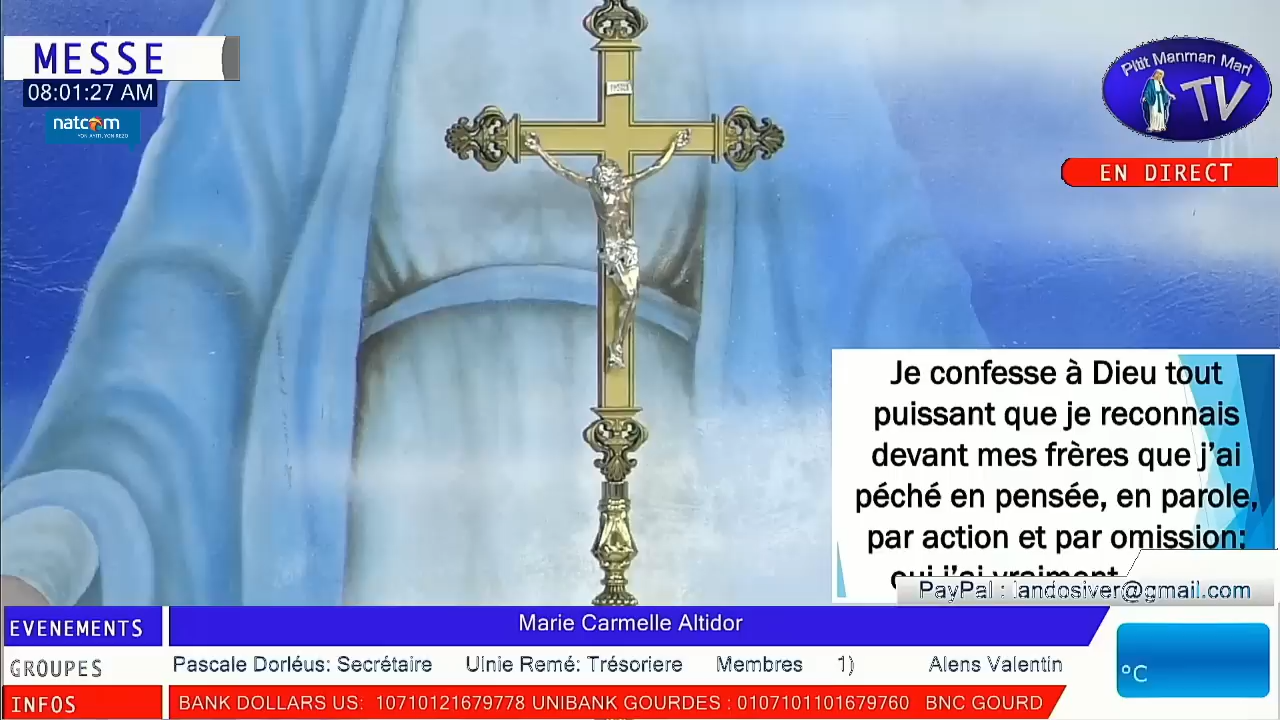 MESSE
08:01:27 AM
natcom
Ptit Manman Mari
TV
EN DIRECT
Je confesse à Dieu tout
puissant que je reconnais
devant mes frères que j'ai
péché en pensée, en parole,
par action et par omission:
oui j'ai vraiment
PayPal : landosiver@gmail.com
EVENEMENTS
Marie Carmelle Altidor
GROUPES
Pascale Dorléus: Secrétaire Ulnie Remé: Trésoriere Membres 1) Alens Valentin
°C
INFOS
BANK DOLLARS US: 10710121679778 UNIBANK GOURDES : 0107101101679760 BNC GOURD